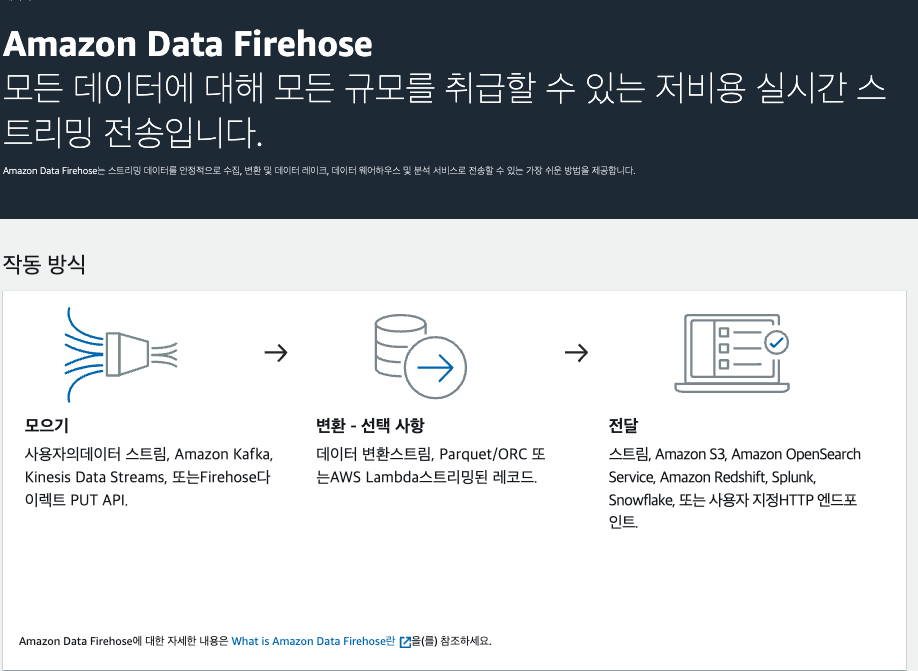 Amazon Data Firehose
모든 데이터에 대해 모든 규모를 취급할 수 있는 저비용 실시간 스
트리밍 전송입니다.
Amazon Data Firehose는 스트리밍 데이터를 안정적으로 수집, 변환 및 데이터 레이크, 데이터 웨어하우스 및 분석 서비스로 전송할 수 있는 가장 쉬운 방법을 제공합니다.
작동 방식
모으기
사용자의데이터 스트림, Amazon Kafka,
Kinesis Data Streams, 또는Firehose다
이렉트 PUT API.
변환 - 선택 사항
데이터 변환스트림, Parquet/ORC 또
는AWS Lambda스트리밍된 레코드.
전달
스트림, Amazon S3, Amazon OpenSearch
Service, Amazon Redshift, Splunk,
Snowflake, 또는 사용자 지정HTTP 엔드포
인트.
Amazon Data Firehose에 대한 자세한 내용은 What is Amazon Data Firehose란 을(를) 참조하세요.